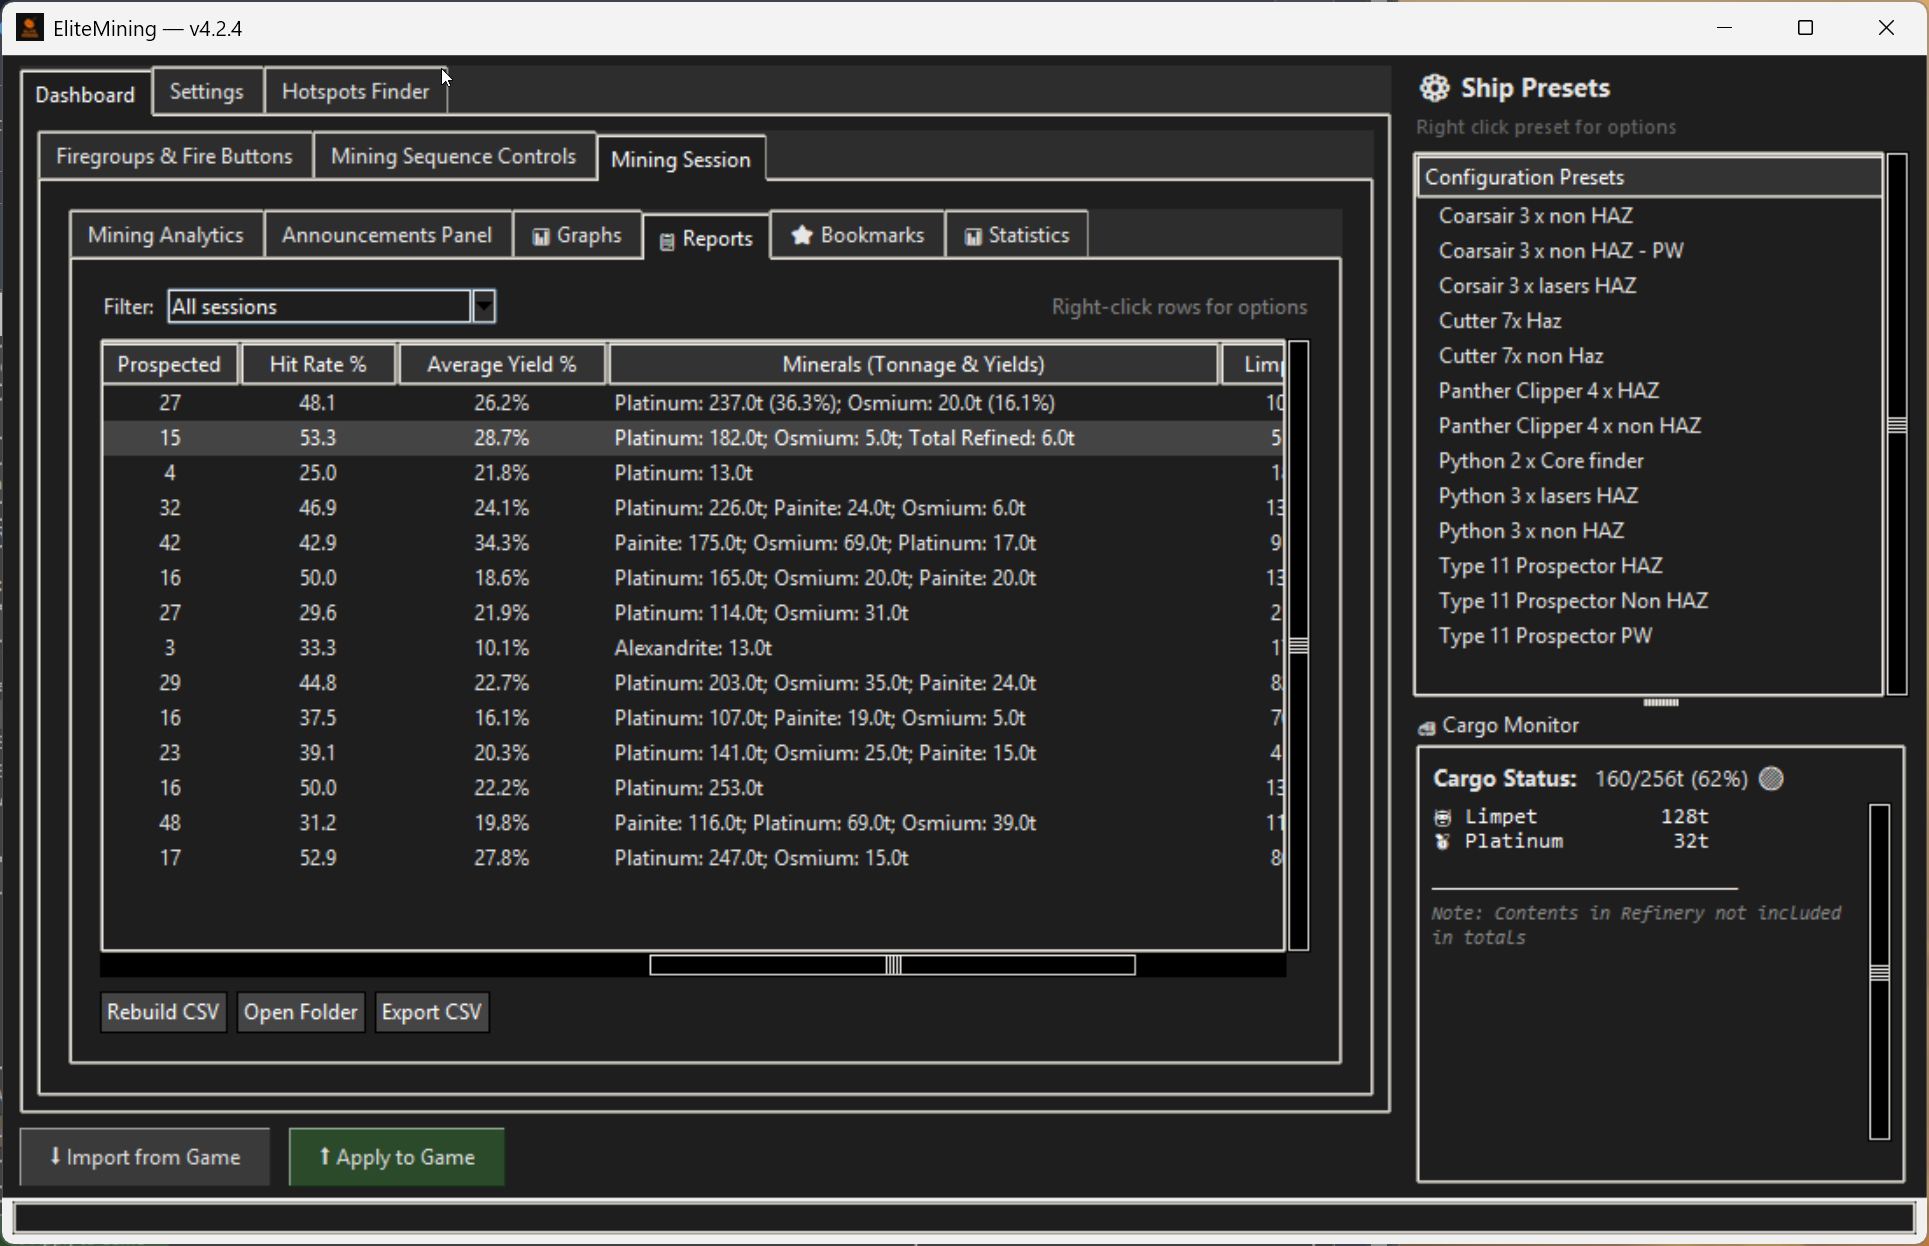 EliteMining — v4.2.4
Dashboard Settings Hotspots Finder
Firegroups & Fire Buttons Mining Sequence Controls Mining Session
Mining Analytics Announcements Panel Graphs Reports Bookmarks Statistics
Filter: All sessions Right-click rows for options
Prospected Hit Rate % Average Yield % Minerals (Tonnage & Yields) Limp
27 48.1 26.2% Platinum: 237.0t (36.3%); Osmium: 20.0t (16.1%) 10
15 53.3 28.7% Platinum: 182.0t; Osmium: 5.0t; Total Refined: 6.0t 5
4 25.0 21.8% Platinum: 13.0t
32 46.9 24.1% Platinum: 226.0t; Painite: 24.0t; Osmium: 6.0t 13
42 42.9 34.3% Painite: 175.0t; Osmium: 69.0t; Platinum: 17.0t 9
16 50.0 18.6% Platinum: 165.0t; Osmium: 20.0t; Painite: 20.0t 13
27 29.6 21.9% Platinum: 114.0t; Osmium: 31.0t 2
3 33.3 10.1% Alexandrite: 13.0t
29 44.8 22.7% Platinum: 203.0t; Osmium: 35.0t; Painite: 24.0t 8
16 37.5 16.1% Platinum: 107.0t; Painite: 19.0t; Osmium: 5.0t
23 39.1 20.3% Platinum: 141.0t; Osmium: 25.0t; Painite: 15.0t 4
16 50.0 22.2% Platinum: 253.0t 13
48 31.2 19.8% Painite: 116.0t; Platinum: 69.0t; Osmium: 39.0t 11
17 52.9 27.8% Platinum: 247.0t; Osmium: 15.0t 8
Rebuild CSV Open Folder Export CSV
Import from Game Apply to Game
Ship Presets
Right click preset for options
Configuration Presets
Coarsair 3 x non HAZ
Coarsair 3 x non HAZ - PW
Corsair 3 x lasers HAZ
Cutter 7x Haz
Cutter 7x non Haz
Panther Clipper 4 x HAZ
Panther Clipper 4 x non HAZ
Python 2 x Core finder
Python 3 x lasers HAZ
Python 3 x non HAZ
Type 11 Prospector HAZ
Type 11 Prospector Non HAZ
Type 11 Prospector PW
Cargo Monitor
Cargo Status: 160/256t (62%)
Limpet 128t
Platinum 32t
Note: Contents in Refinery not included
in totals